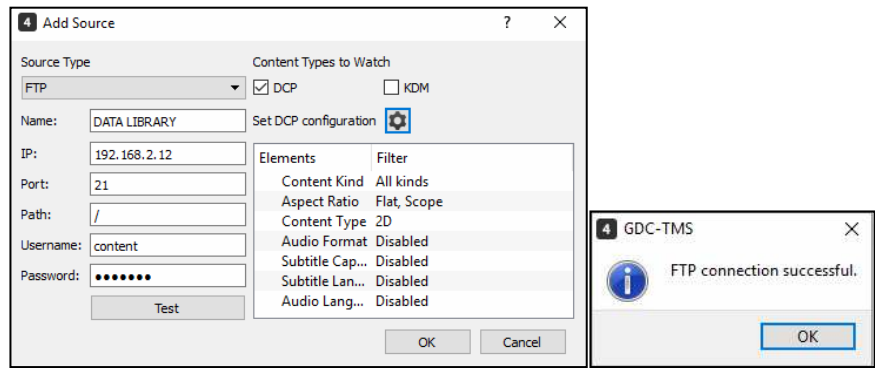 4 Add Source ? ×
Source Type
FTP
Name: DATA LIBRARY
IP: 192.168.2.12
Port: 21
Path: /
Username: content
Password: •••••••
Test
Content Types to Watch
DCP KDM
Set DCP configuration
Elements Filter
Content Kind All kinds
Aspect Ratio Flat, Scope
Content Type 2D
Audio Format Disabled
Subtitle Cap... Disabled
Subtitle Lan... Disabled
Audio Lang... Disabled
OK Cancel
4 GDC-TMS ×
FTP connection successful.
OK